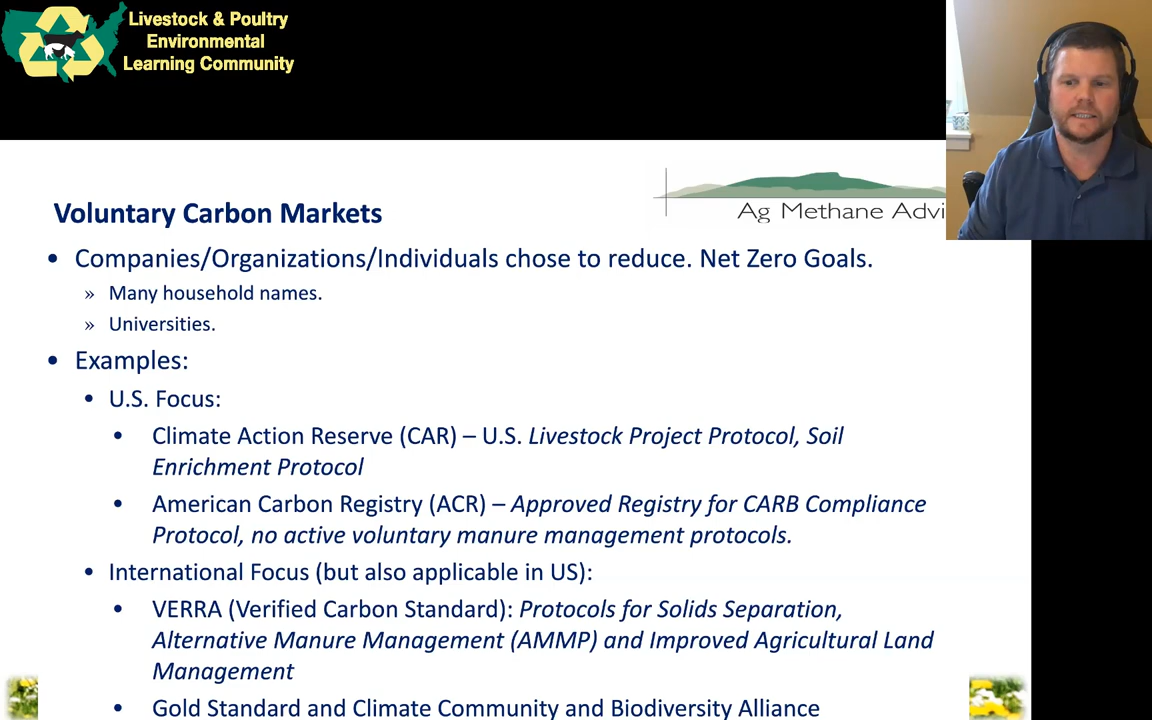 Livestock & Poultry
Environmental
Learning Community
Ag Methane Advi
Voluntary Carbon Markets
• Companies/Organizations/Individuals chose to reduce. Net Zero Goals.
» Many household names.
» Universities.
• Examples:
• U.S. Focus:
• Climate Action Reserve (CAR) – U.S. Livestock Project Protocol, Soil
Enrichment Protocol
• American Carbon Registry (ACR) – Approved Registry for CARB Compliance
Protocol, no active voluntary manure management protocols.
• International Focus (but also applicable in US):
• VERRA (Verified Carbon Standard): Protocols for Solids Separation,
Alternative Manure Management (AMMP) and Improved Agricultural Land
Management
• Gold Standard and Climate Community and Biodiversity Alliance